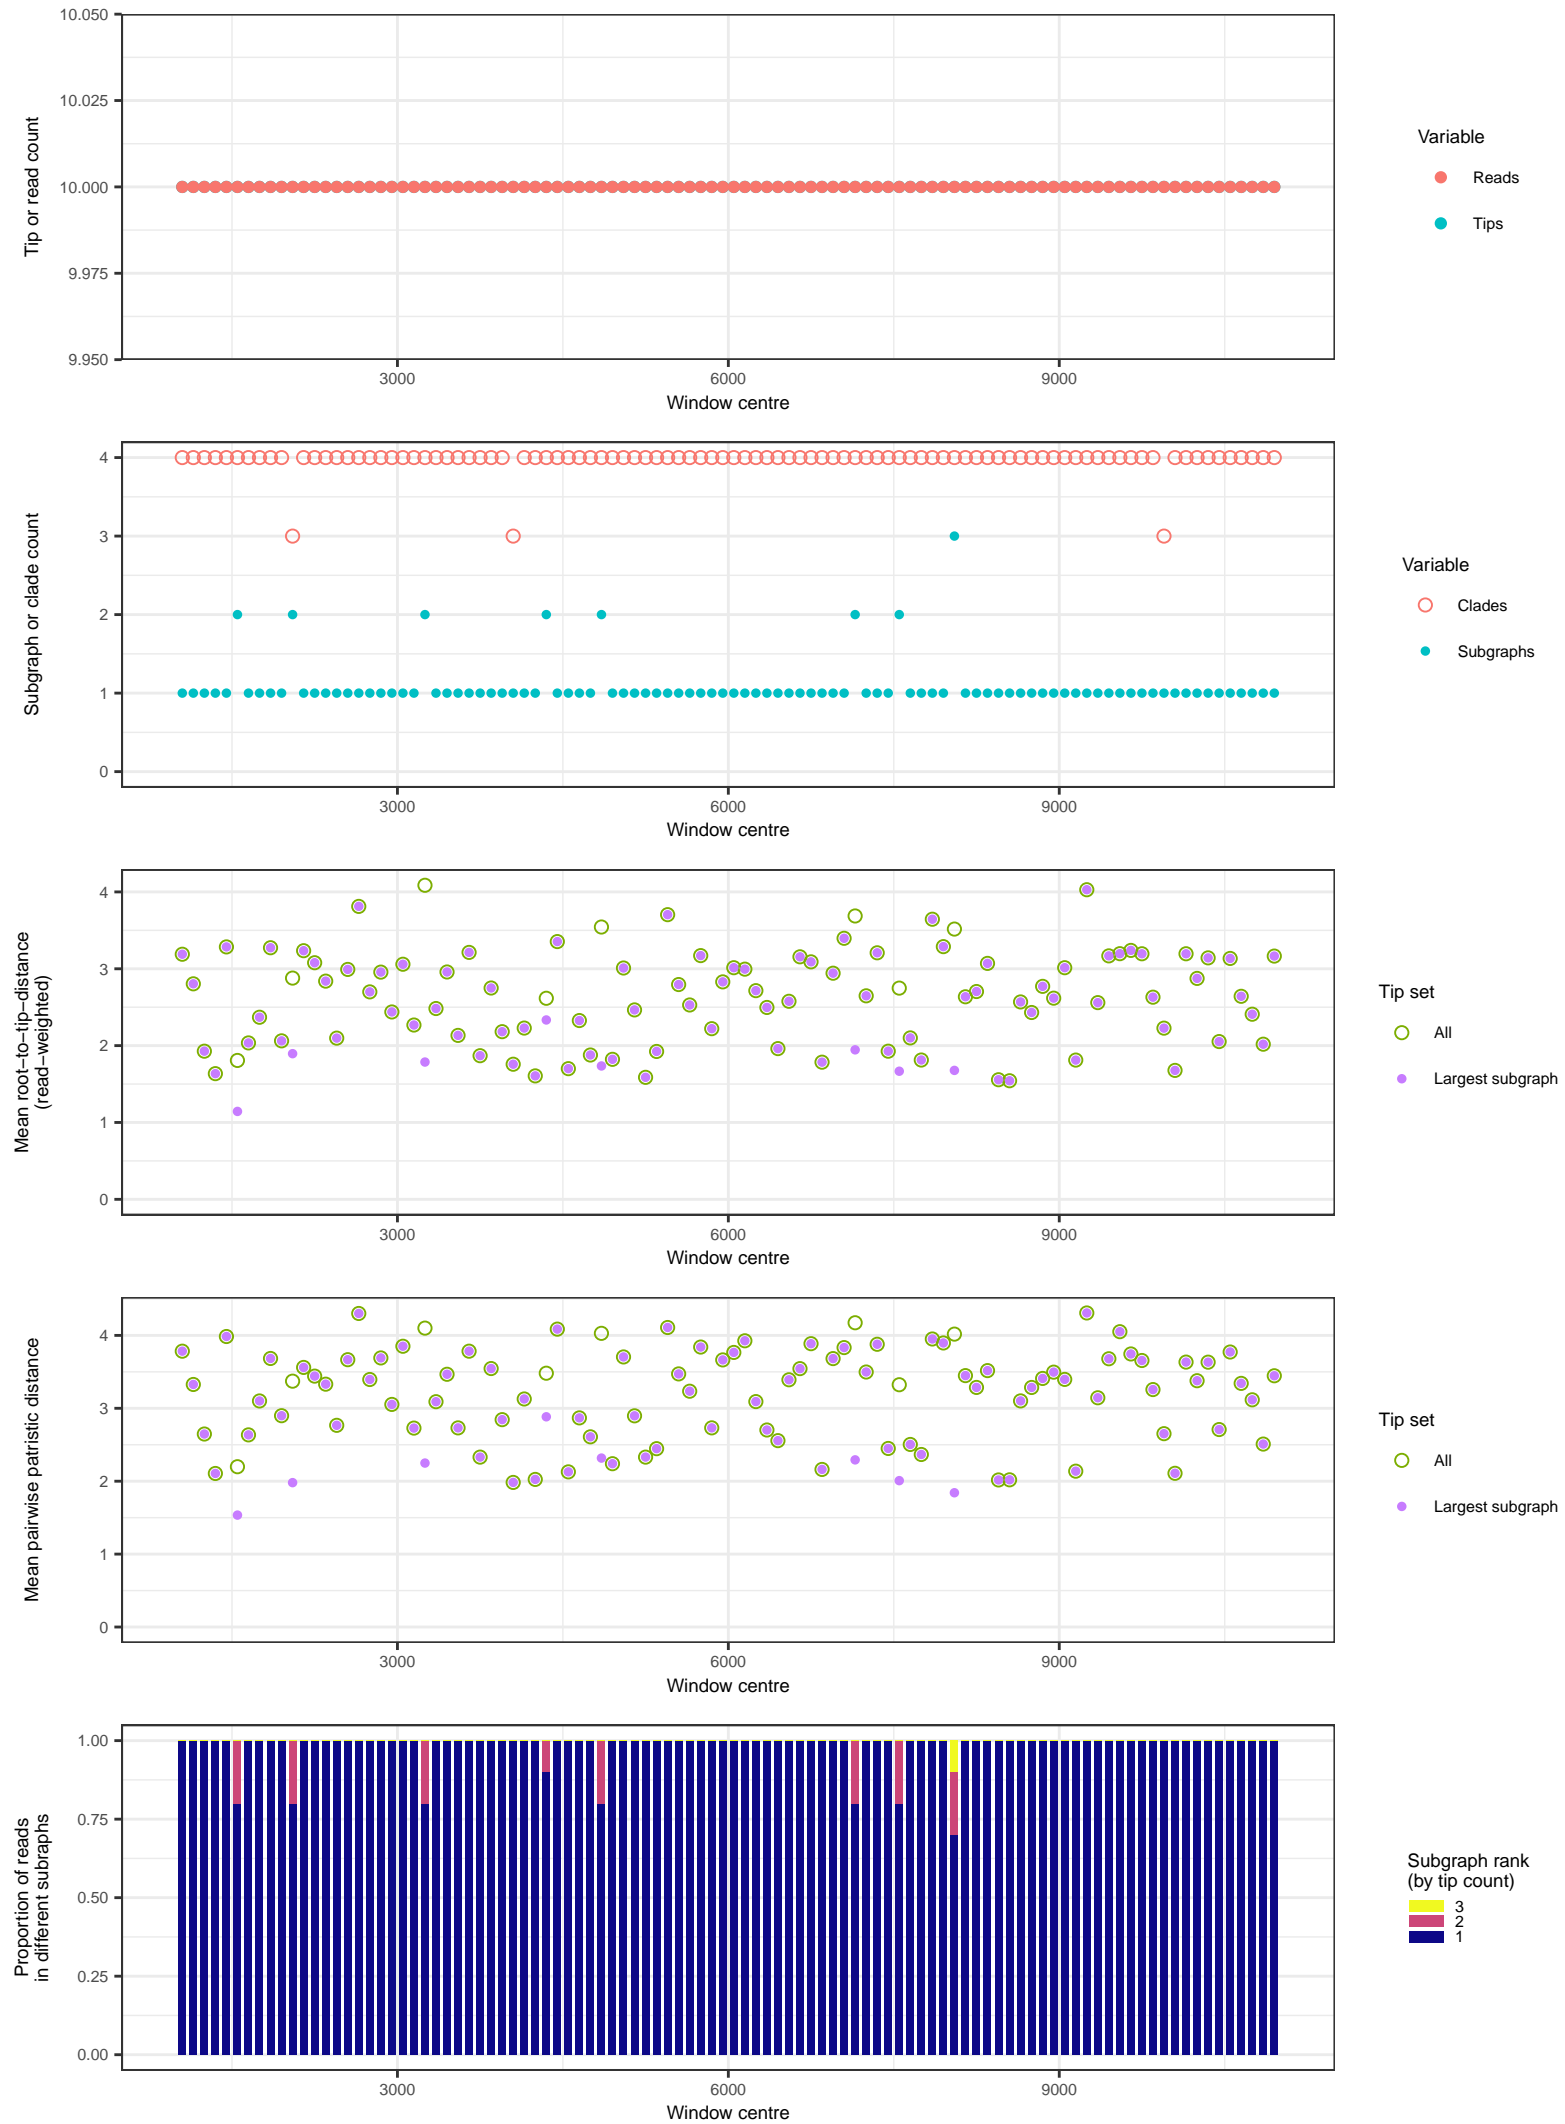 10.050
10.025
10.000
9.975
9.950
Tip or read count
3000 6000 9000
Window centre
Variable
Reads
Tips
4
3
2
1
0
Subgraph or clade count
3000 6000 9000
Window centre
Variable
Clades
Subgraphs
4
3
2
1
0
Mean root−to−tip−distance
(read−weighted)
3000 6000 9000
Window centre
Tip set
All
Largest subgraph
4
3
2
1
0
Mean pairwise patristic distance
3000 6000 9000
Window centre
Tip set
All
Largest subgraph
1.00
0.75
0.50
0.25
0.00
Proportion of reads
in different subraphs
3000 6000 9000
Window centre
Subgraph rank
(by tip count)
3
2
1